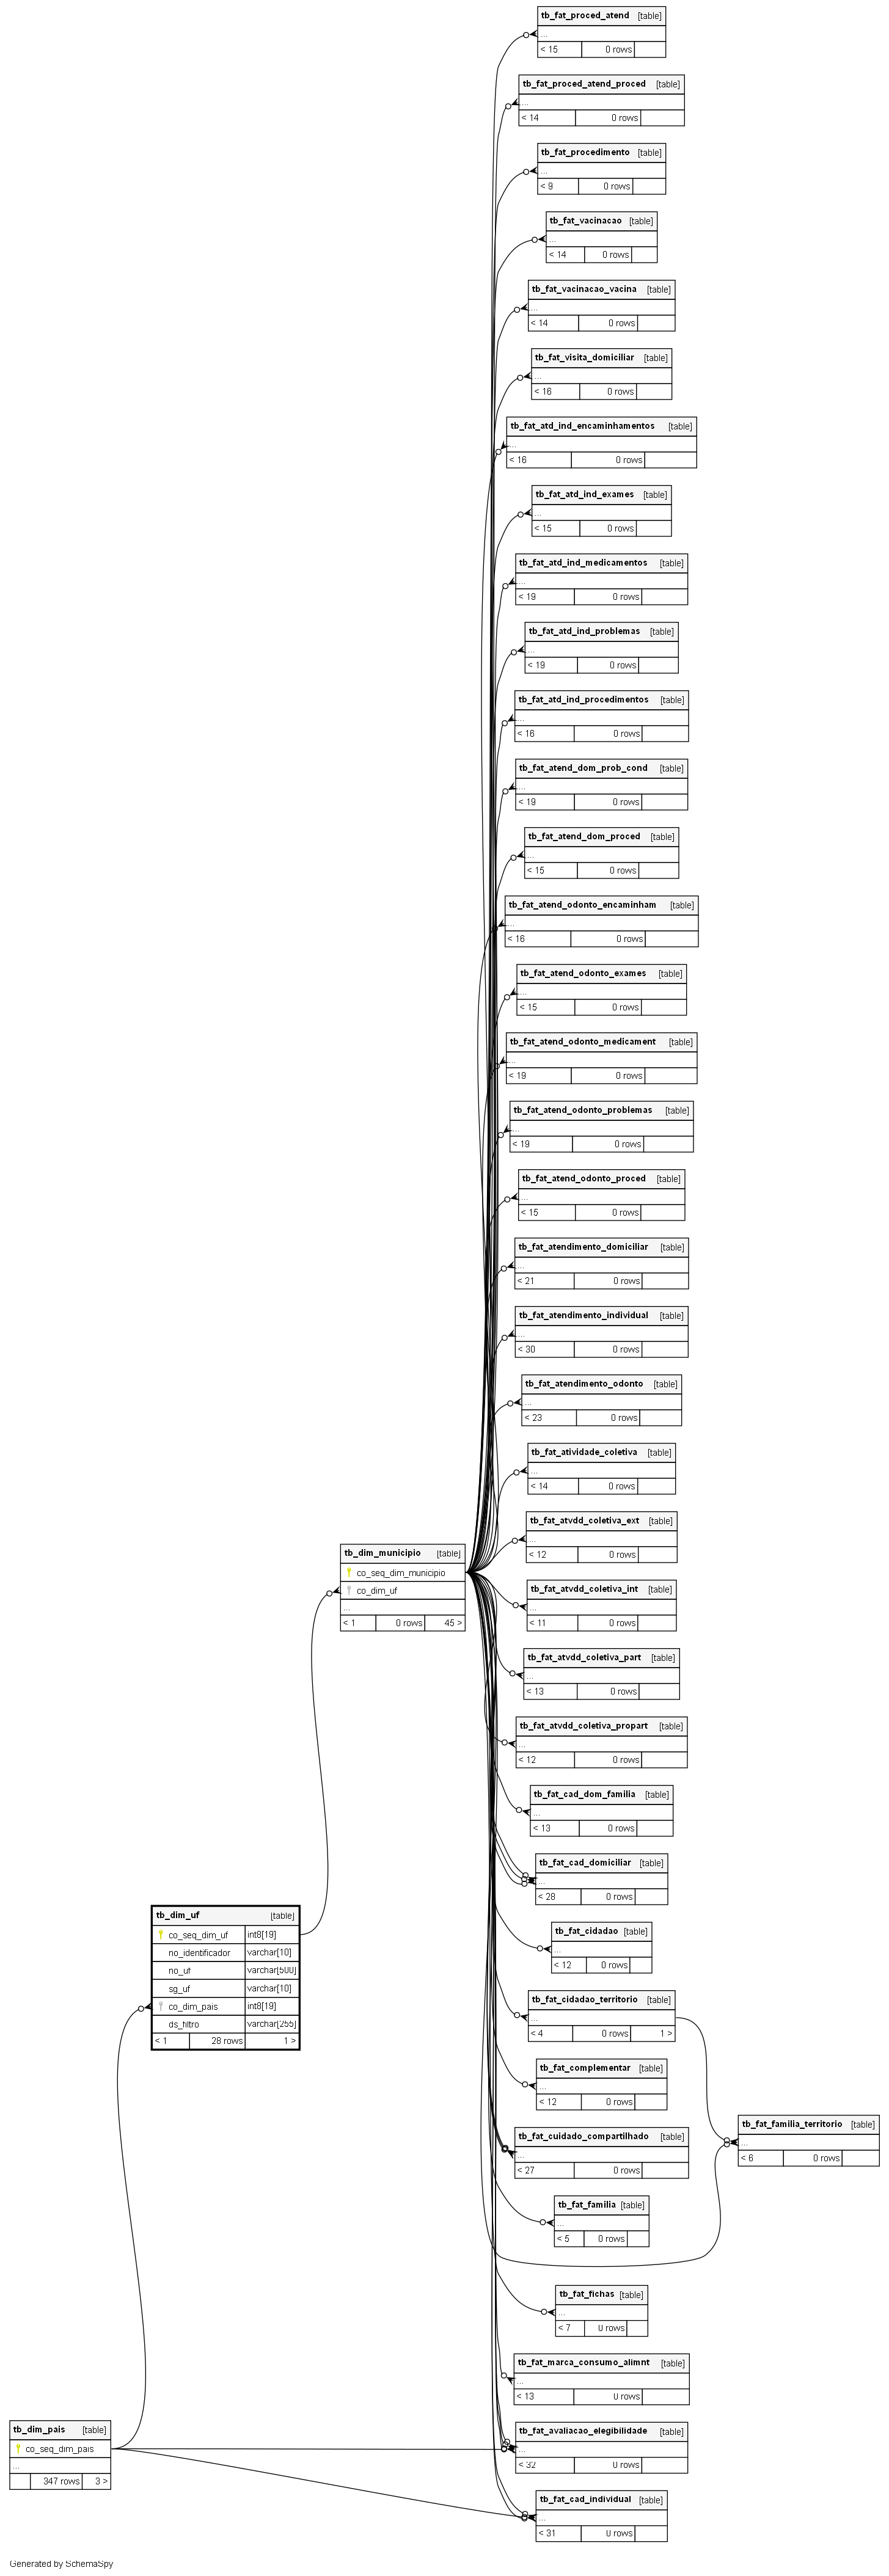 tb_fat_proced_atend [table]
...
< 15 0 rows
tb_fat_proced_atend_proced [table]
...
< 14 0 rows
tb_fat_procedimento [table]
...
< 9 0 rows
tb_fat_vacinacao [table]
...
< 14 0 rows
tb_fat_vacinacao_vacina [table]
...
< 14 0 rows
tb_fat_visita_domiciliar [table]
...
< 16 0 rows
tb_fat_atd_ind_encaminhamentos [table]
...
< 16 0 rows
tb_fat_atd_ind_exames [table]
...
< 15 0 rows
tb_fat_atd_ind_medicamentos [table]
...
< 19 0 rows
tb_fat_atd_ind_problemas [table]
...
< 19 0 rows
tb_fat_atd_ind_procedimentos [table]
...
< 16 0 rows
tb_fat_atend_dom_prob_cond [table]
...
< 19 0 rows
tb_fat_atend_dom_proced [table]
...
< 15 0 rows
tb_fat_atend_odonto_encaminham [table]
...
< 16 0 rows
tb_fat_atend_odonto_exames [table]
...
< 15 0 rows
tb_fat_atend_odonto_medicament [table]
...
< 19 0 rows
tb_fat_atend_odonto_problemas [table]
...
< 19 0 rows
tb_fat_atend_odonto_proced [table]
...
< 15 0 rows
tb_fat_atendimento_domiciliar [table]
...
< 21 0 rows
tb_fat_atendimento_individual [table]
...
< 30 0 rows
tb_fat_atendimento_odonto [table]
...
< 23 0 rows
tb_fat_atividade_coletiva [table]
...
< 14 0 rows
tb_fat_atvdd_coletiva_ext [table]
...
< 12 0 rows
tb_dim_municipio [table]
co_seq_dim_municipio
co_dim_uf
...
< 1 0 rows 45 >
tb_fat_atvdd_coletiva_int [table]
...
< 11 0 rows
tb_fat_atvdd_coletiva_part [table]
...
< 13 0 rows
tb_fat_atvdd_coletiva_propart [table]
...
< 12 0 rows
tb_fat_cad_dom_familia [table]
...
< 13 0 rows
tb_fat_cad_domiciliar [table]
...
< 28 0 rows
tb_dim_uf [table]
co_seq_dim_uf int8[19]
no_identificador varchar[10]
no_uf varchar[500]
sg_uf varchar[10]
co_dim_pais int8[19]
ds_filtro varchar[255]
< 1 28 rows 1 >
tb_fat_cidadao [table]
...
< 12 0 rows
tb_fat_cidadao_territorio [table]
...
< 4 0 rows 1 >
tb_fat_complementar [table]
...
< 12 0 rows
tb_fat_familia_territorio [table]
...
< 6 0 rows
tb_fat_cuidado_compartilhado [table]
...
< 27 0 rows
tb_fat_familia [table]
...
< 5 0 rows
tb_fat_fichas [table]
...
< 7 0 rows
tb_fat_marca_consumo_alimnt [table]
...
< 13 0 rows
tb_dim_pais [table]
co_seq_dim_pais
...
347 rows 3 >
tb_fat_avaliacao_elegibilidade [table]
...
< 32 0 rows
tb_fat_cad_individual [table]
...
< 31 0 rows
Generated by SchemaSpy